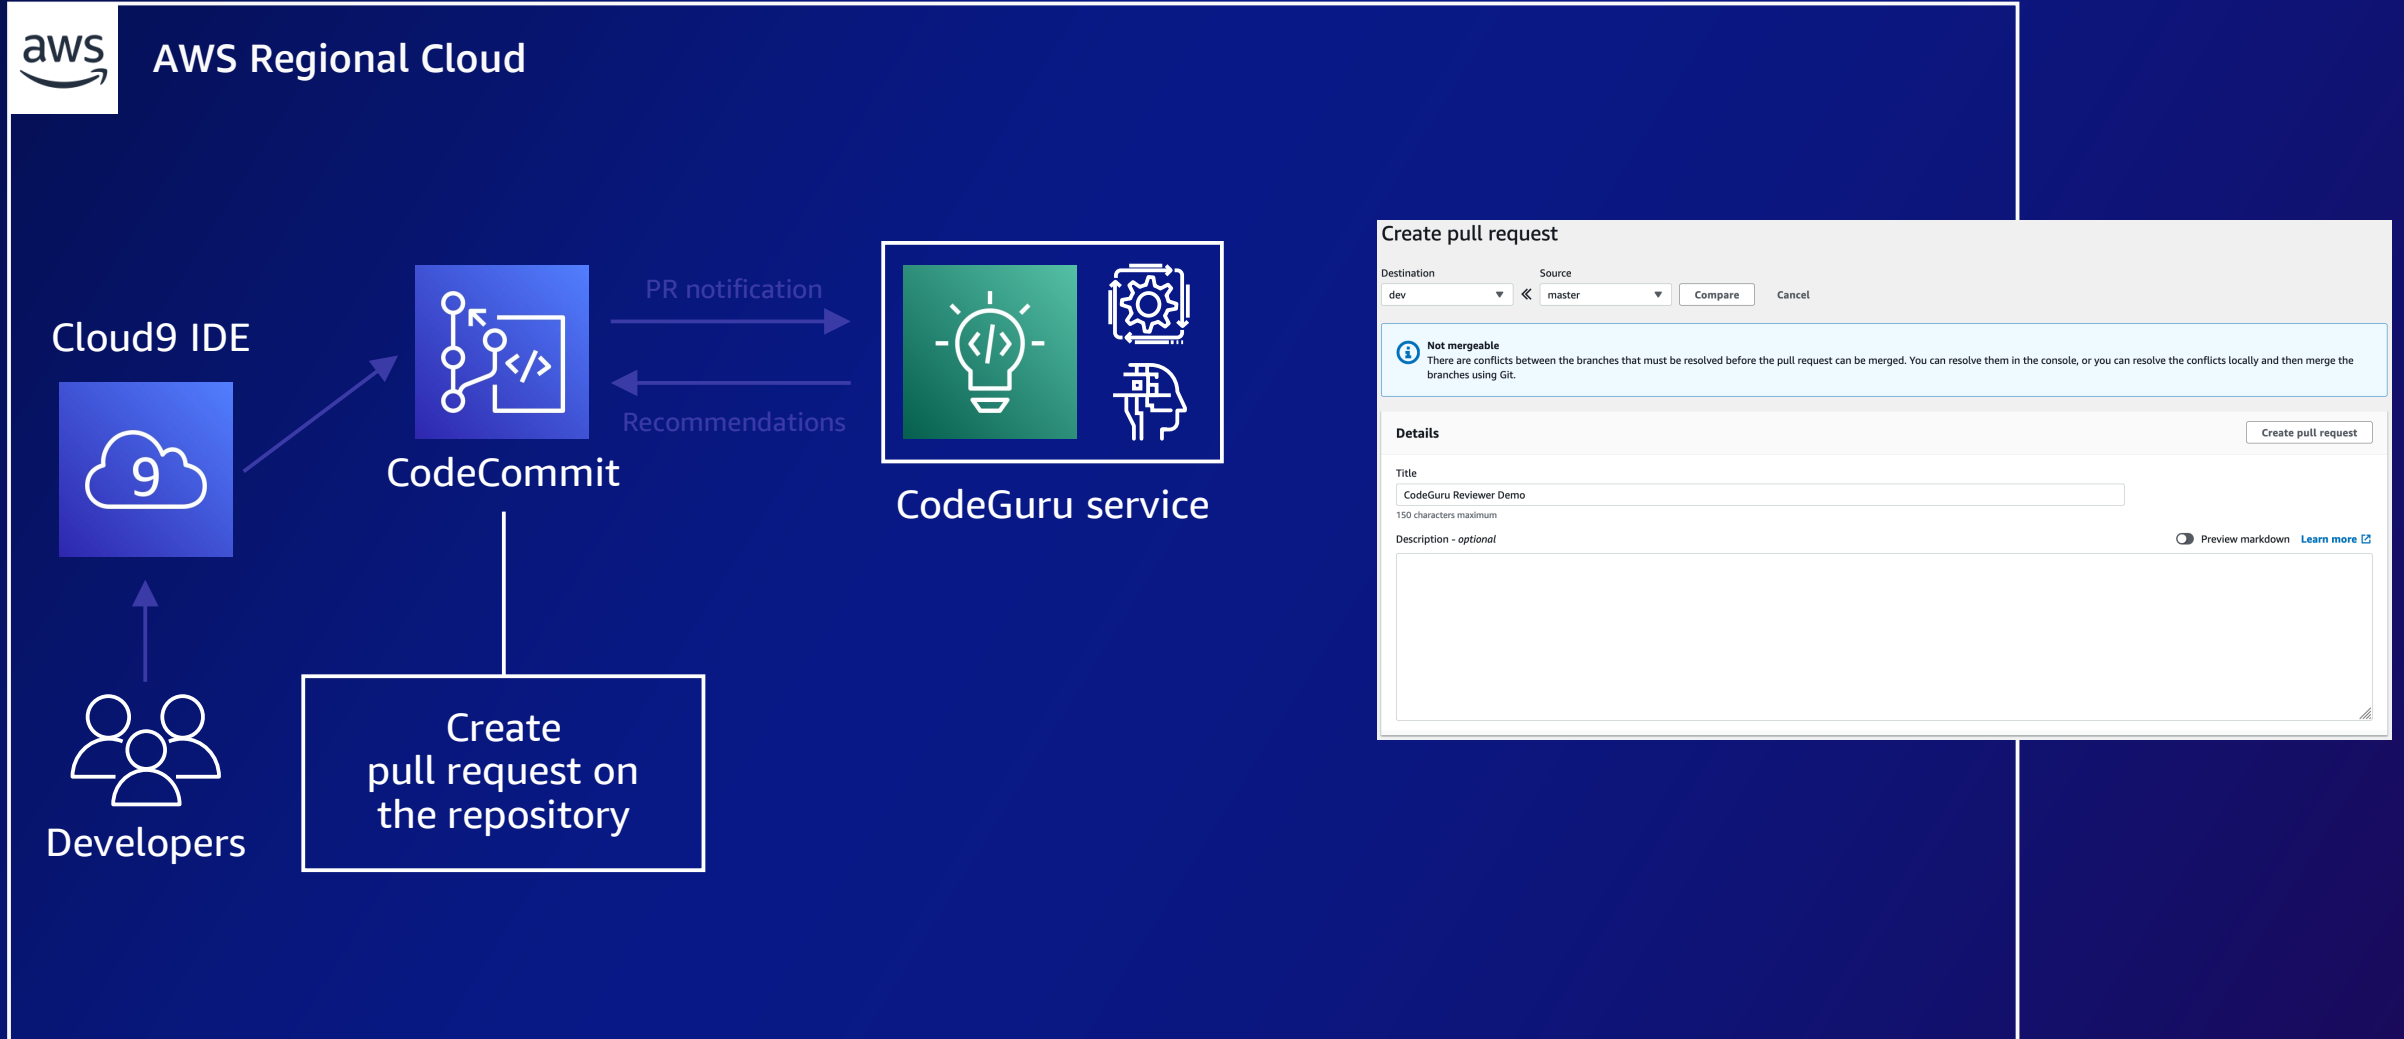 aws
AWS Regional Cloud
Cloud9 IDE
9
Developers
CodeCommit
</>
PR notification
Recommendations
</>
CodeGuru service
Create
pull request on
the repository
Create pull request
Destination
Source
dev
master
Compare
Cancel
Not mergeable
There are conflicts between the branches that must be resolved before the pull request can be merged. You can resolve them in the console, or you can resolve the conflicts locally and then merge the
branches using Git.
Details
Create pull request
Title
CodeGuru Reviewer Demo
150 characters maximum
Description - optional
Preview markdown
Learn more